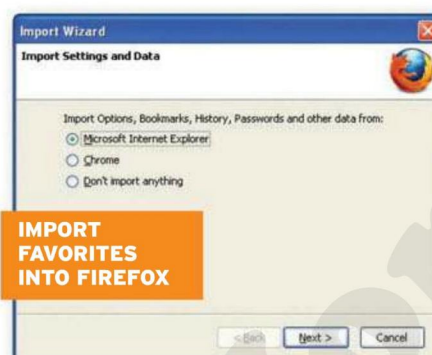 Import Wizard
Import Settings and Data
Import Options, Bookmarks, History, Passwords and other data from:
Microsoft Internet Explorer
Chrome
Don't import anything
IMPORT
FAVORITES
INTO FIREFOX
< Back Next > Cancel